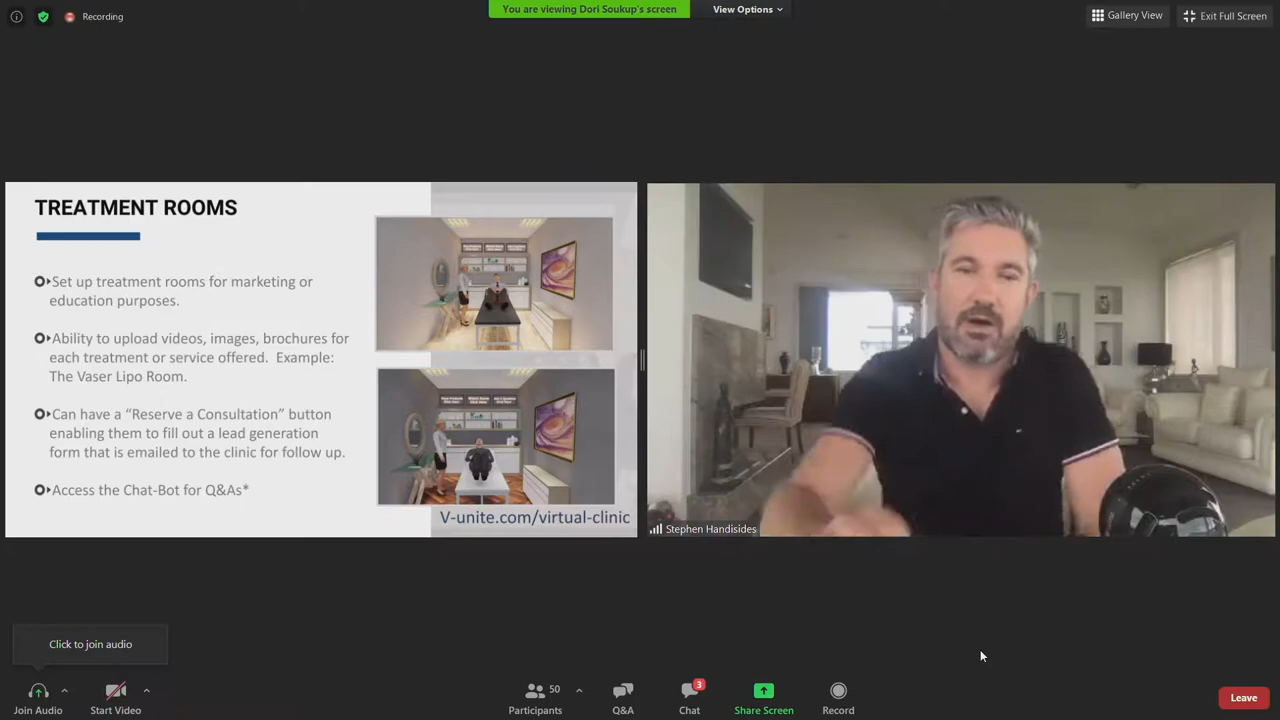 Recording
You are viewing Dori Soukup's screen
View Options
Gallery View
Exit Full Screen
TREATMENT ROOMS
Set up treatment rooms for marketing or
education purposes.
Ability to upload videos, images, brochures for
each treatment or service offered. Example:
The Vaser Lipo Room.
Can have a “Reserve a Consultation” button
enabling them to fill out a lead generation
form that is emailed to the clinic for follow up.
Access the Chat-Bot for Q&As*
V-unite.com/virtual-clinic
Stephen Handisides
Click to join audio
Join Audio
Start Video
50
Participants
Q&A
3
Chat
Share Screen
Record
Leave